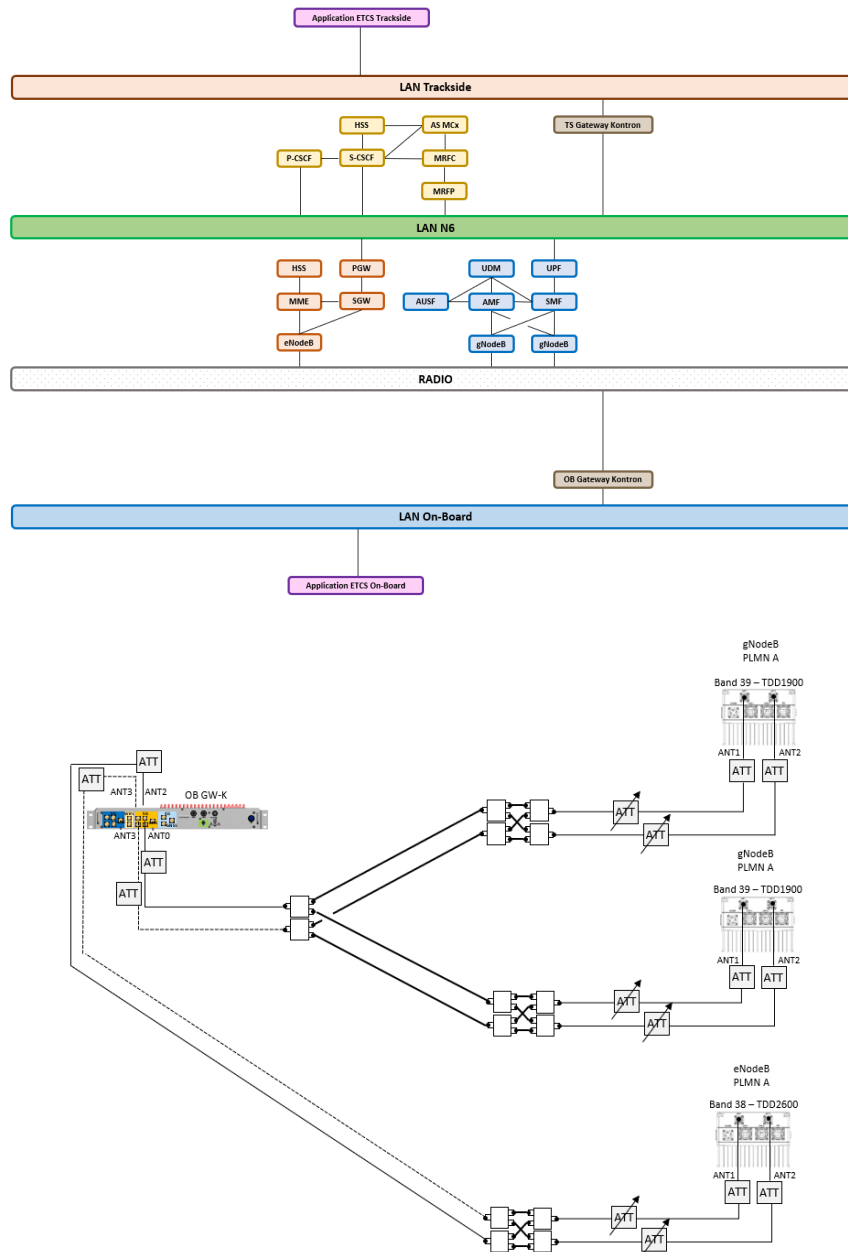 Application ETCS Trackside
LAN Trackside
HSS
AS MCx
TS Gateway Kontron
P-CSCF
S-CSCF
MRFC
MRFP
LAN N6
HSS
PGW
UDM
UPF
MME
SGW
AUSF
AMF
SMF
eNodeB
gNodeB
gNodeB
RADIO
OB Gateway Kontron
LAN On-Board
Application ETCS On-Board
gNodeB
PLMN A
Band 39 – TDD1900
ANT1
ANT2
ATT
ATT
ATT
ATT
ATT
ATT
ANT3
ANT2
OB GW-K
ANT3
ANT0
ATT
ATT
gNodeB
PLMN A
Band 39 – TDD1900
ANT1
ANT2
ATT
ATT
ATT
ATT
eNodeB
PLMN A
Band 38 – TDD2600
ANT1
ANT2
ATT
ATT
ATT
ATT